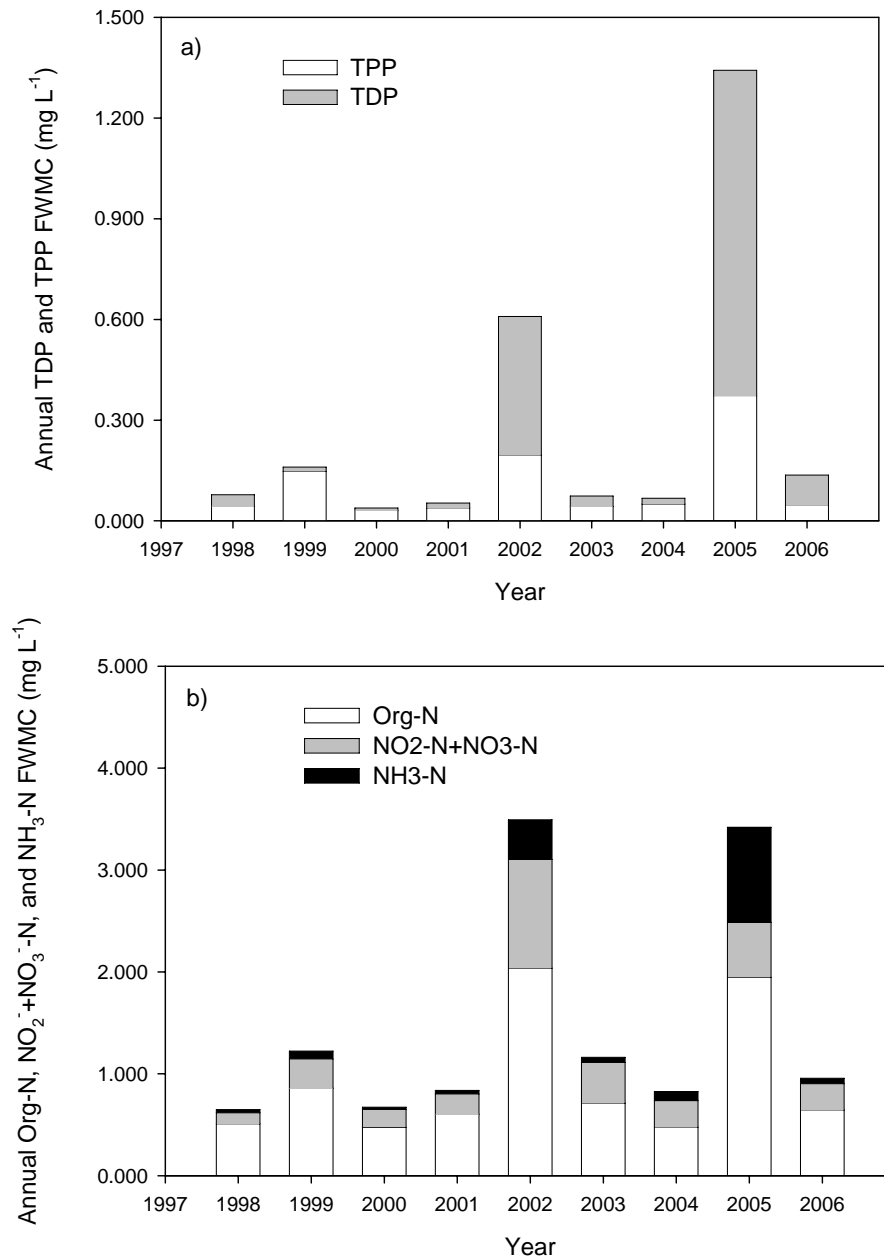 a)
TPP
TDP
Annual TDP and TPP FWMC (mg L⁻¹)
1.500
1.200
0.900
0.600
0.300
0.000
1997 1998 1999 2000 2001 2002 2003 2004 2005 2006
Year
b)
Org-N
NO2-N+NO3-N
NH3-N
Annual Org-N, NO₂⁻+NO₃⁻-N, and NH₃-N FWMC (mg L⁻¹)
5.000
4.000
3.000
2.000
1.000
0.000
1997 1998 1999 2000 2001 2002 2003 2004 2005 2006
Year